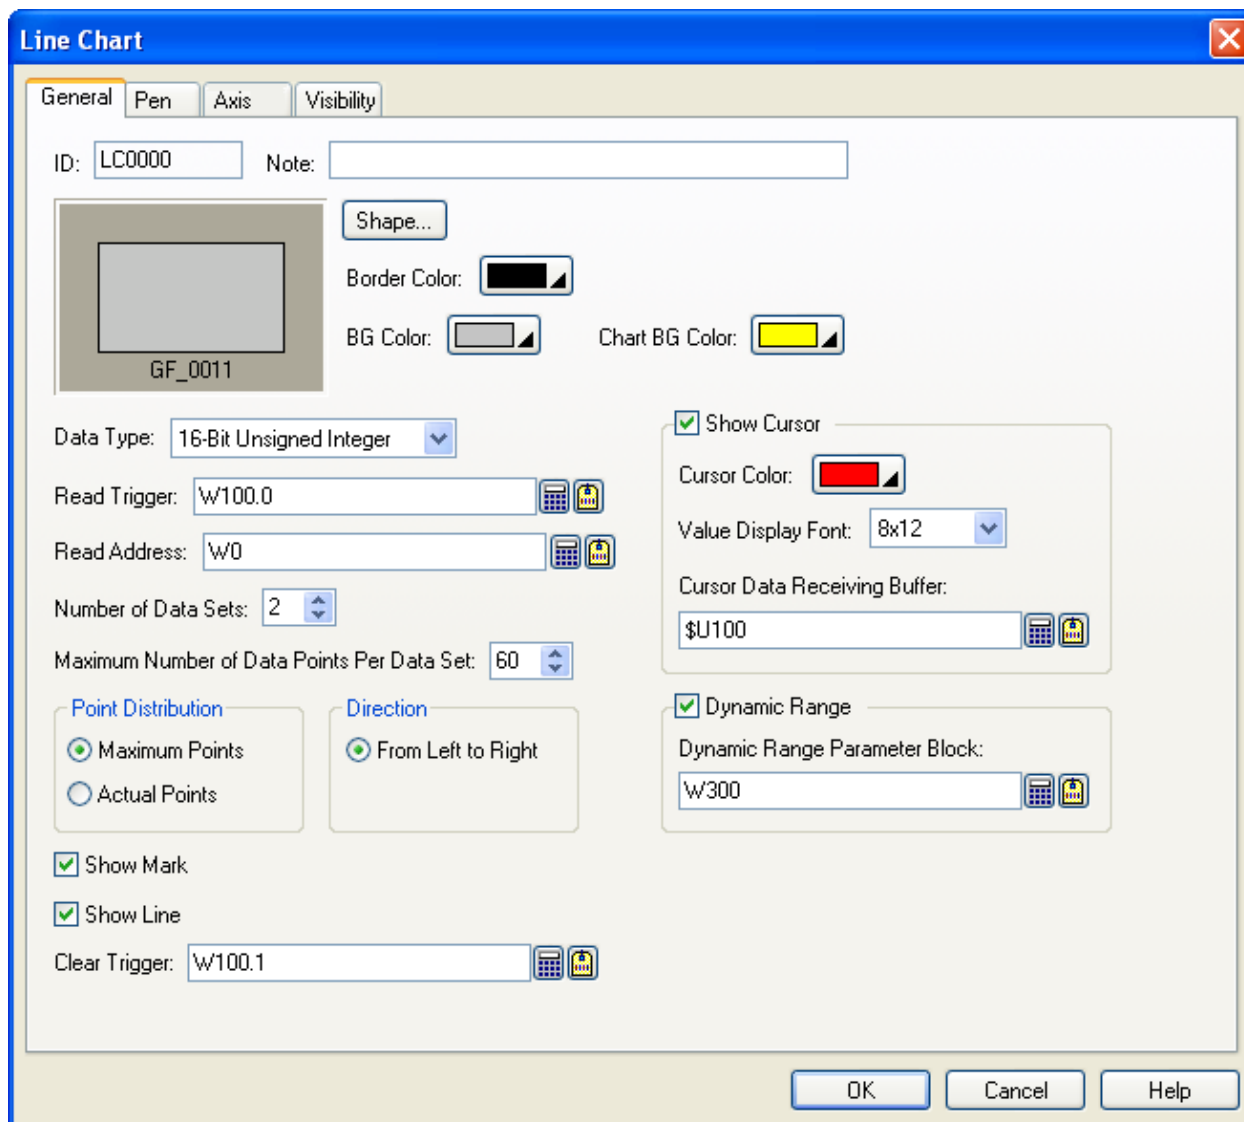 Line Chart
General Pen Axis Visibility
ID: LC0000 Note:
Shape...
Border Color:
BG Color: Chart BG Color:
GF_0011
Data Type: 16-Bit Unsigned Integer
Show Cursor
Cursor Color:
Read Trigger: W100.0
Value Display Font: 8x12
Read Address: W0
Cursor Data Receiving Buffer:
Number of Data Sets: 2
$U100
Maximum Number of Data Points Per Data Set: 60
Point Distribution
Direction
Dynamic Range
Maximum Points
From Left to Right
Dynamic Range Parameter Block:
Actual Points
W300
Show Mark
Show Line
Clear Trigger: W100.1
OK Cancel Help